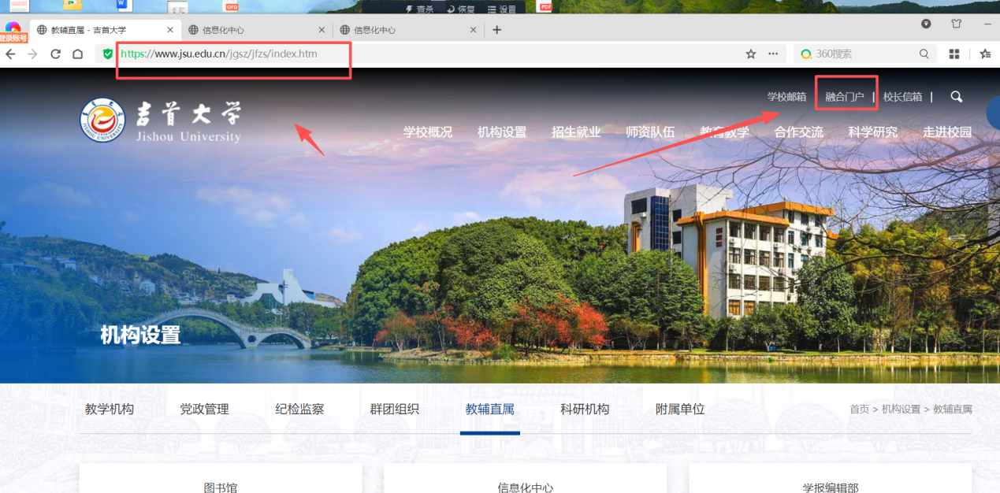 查杀 恢复 设置
W
OFD
PDF
登录账号
教辅直属 - 吉首大学
信息化中心
信息化中心
https://www.jsu.edu.cn/jgsz/jfzs/index.htm
360搜索
学校邮箱 融合门户 | 校长信箱 |
吉首大学
Jishou University
学校概况 机构设置 招生就业 师资队伍 教育教学 合作交流 科学研究 走进校园
机构设置
教学机构 党政管理 纪检监察 群团组织 教辅直属 科研机构 附属单位
首页 > 机构设置 > 教辅直属
图书馆 信息化中心 学报编辑部